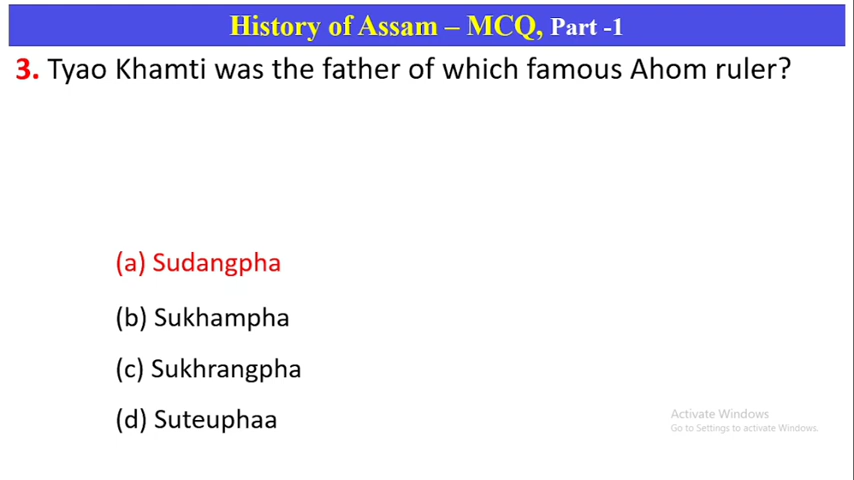 History of Assam – MCQ, Part -1
3. Tyao Khamti was the father of which famous Ahom ruler?
(a) Sudangpha
(b) Sukhampha
(c) Sukhrangpha
(d) Suteuphaa
Activate Windows
Go to Settings to activate Windows.